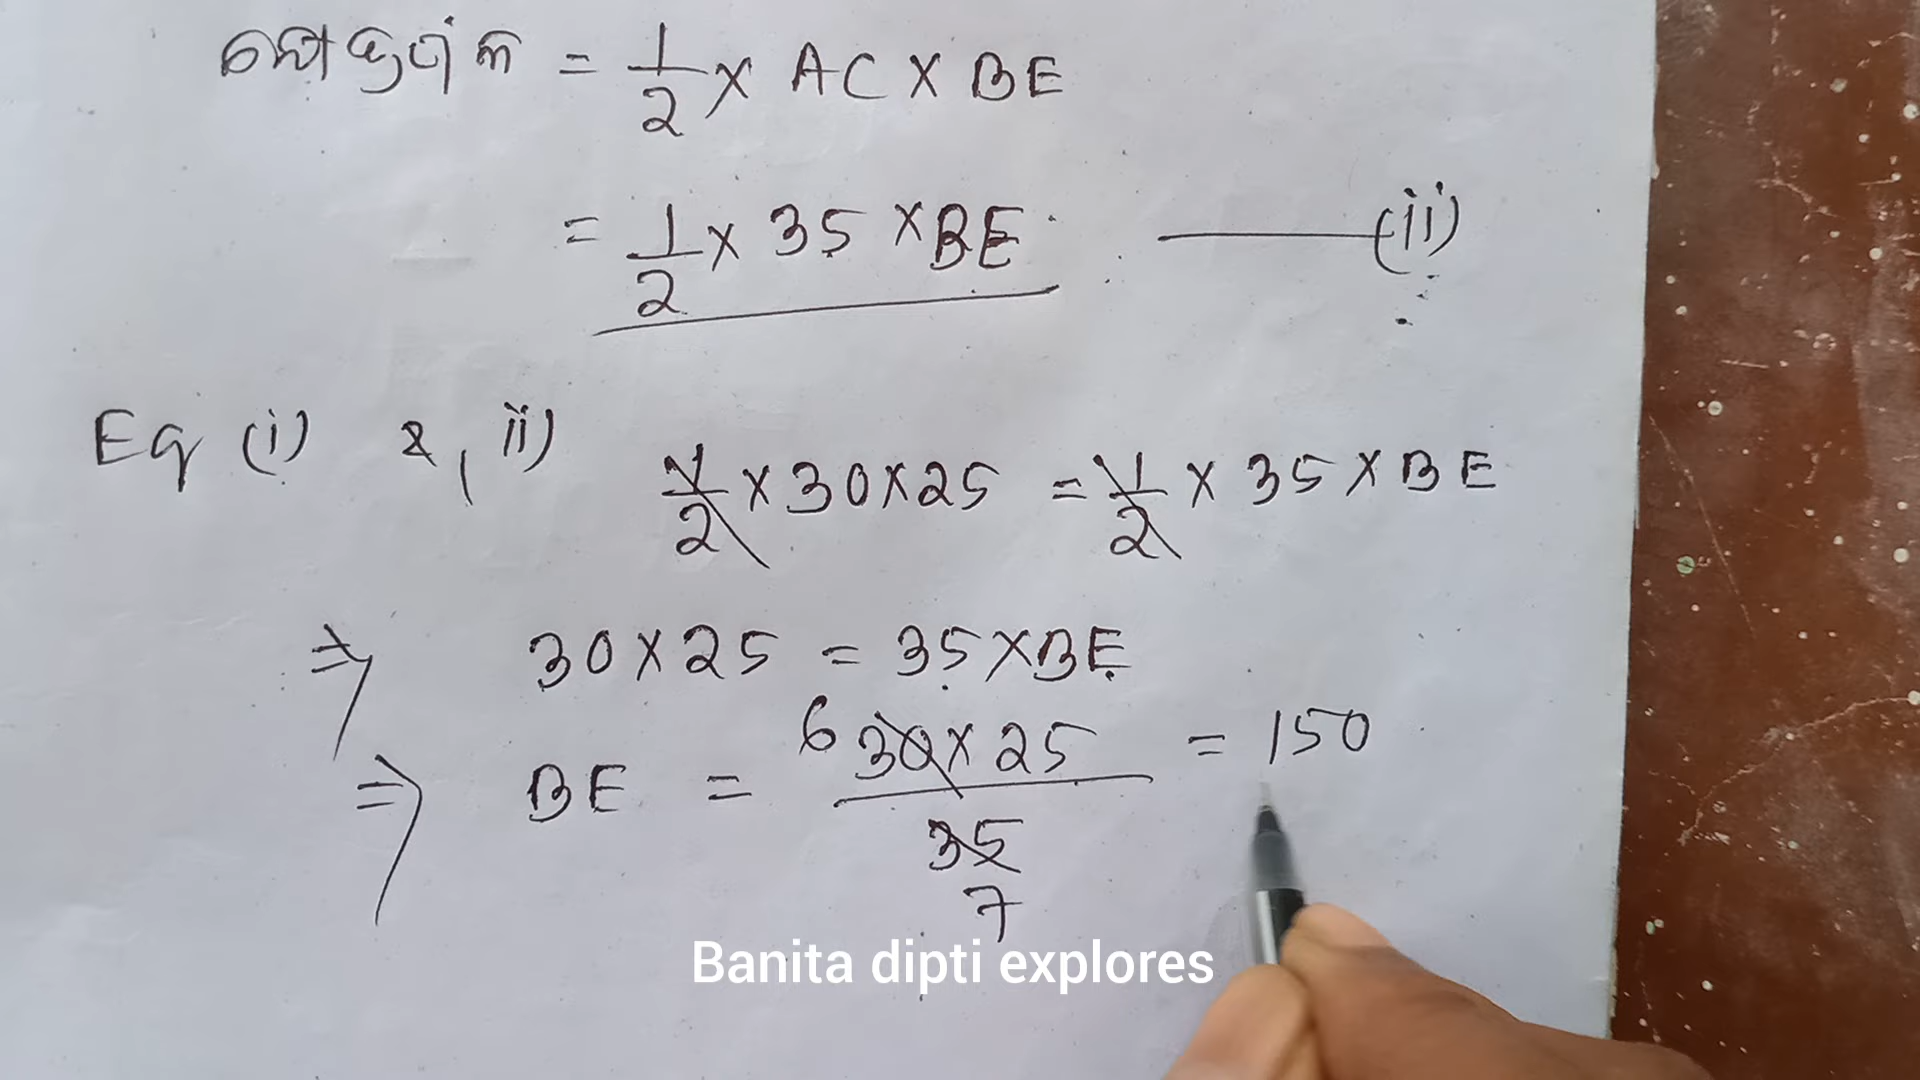 କ୍ଷେତ୍ରଫଳ = 1/2 × AC × BE
= 1/2 × 35 × BE ——— (ii)
Eq (i) & (ii) 1/2 × 30 × 25 = 1/2 × 35 × BE
⇒ 30 × 25 = 35 × BE
⇒ BE = 6 30 × 25 / 35 7 = 150
Banita dipti explores